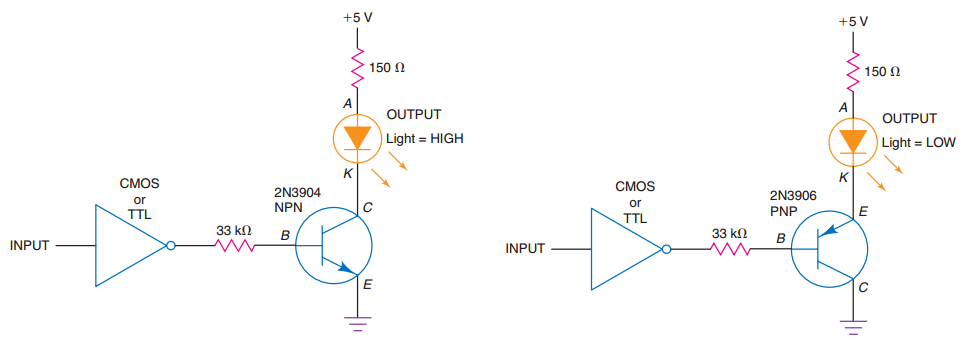 +5 V
150 Ω
A
OUTPUT
Light = HIGH
K
CMOS
or
TTL
2N3904
NPN
C
33 kΩ
B
INPUT
E
+5 V
150 Ω
A
OUTPUT
Light = LOW
K
CMOS
or
TTL
2N3906
PNP
E
33 kΩ
B
INPUT
C